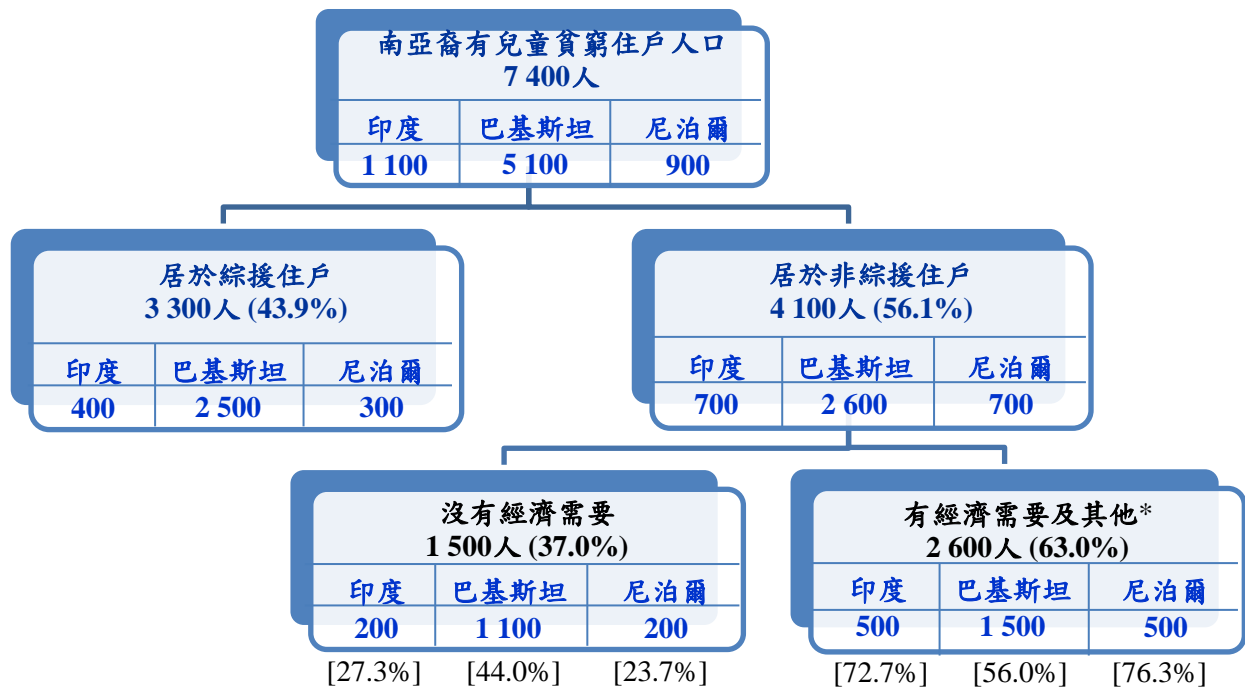 南亞裔有兒童貧窮住戶人口
7 400人
印度 巴基斯坦 尼泊爾
1 100 5 100 900
居於綜援住戶
3 300人 (43.9%)
印度 巴基斯坦 尼泊爾
400 2 500 300
居於非綜援住戶
4 100人 (56.1%)
印度 巴基斯坦 尼泊爾
700 2 600 700
沒有經濟需要
1 500人 (37.0%)
印度 巴基斯坦 尼泊爾
200 1 100 200
[27.3%] [44.0%] [23.7%]
有經濟需要及其他*
2 600人 (63.0%)
印度 巴基斯坦 尼泊爾
500 1 500 500
[72.7%] [56.0%] [76.3%]